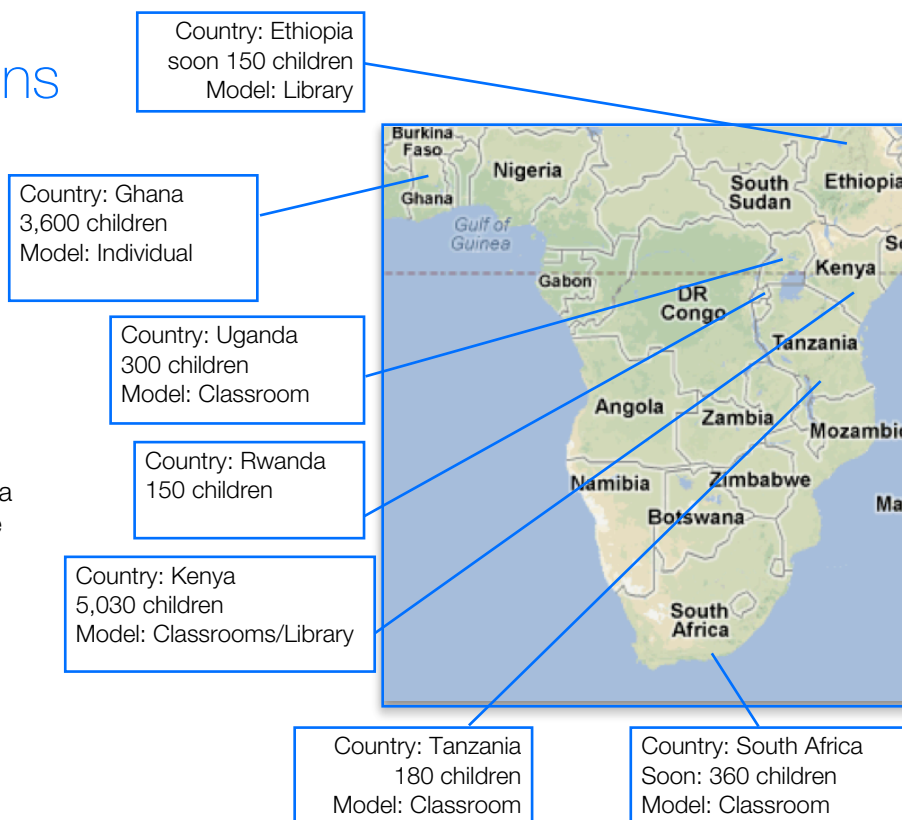 Country: Ethiopia
soon 150 children
Model: Library
ns
Country: Ghana
3,600 children
Model: Individual
Country: Uganda
300 children
Model: Classroom
Country: Rwanda
150 children
a
e
Country: Kenya
5,030 children
Model: Classrooms/Library
Country: Tanzania
180 children
Model: Classroom
Country: South Africa
Soon: 360 children
Model: Classroom
Burkina
Faso
Nigeria
Ghana
Gulf of
Guinea
South
Sudan
Ethiopia
So
Gabon
Kenya
DR
Congo
Tanzania
Angola
Zambia
Mozambic
Namibia
Zimbabwe
Ma
Botswana
South
Africa